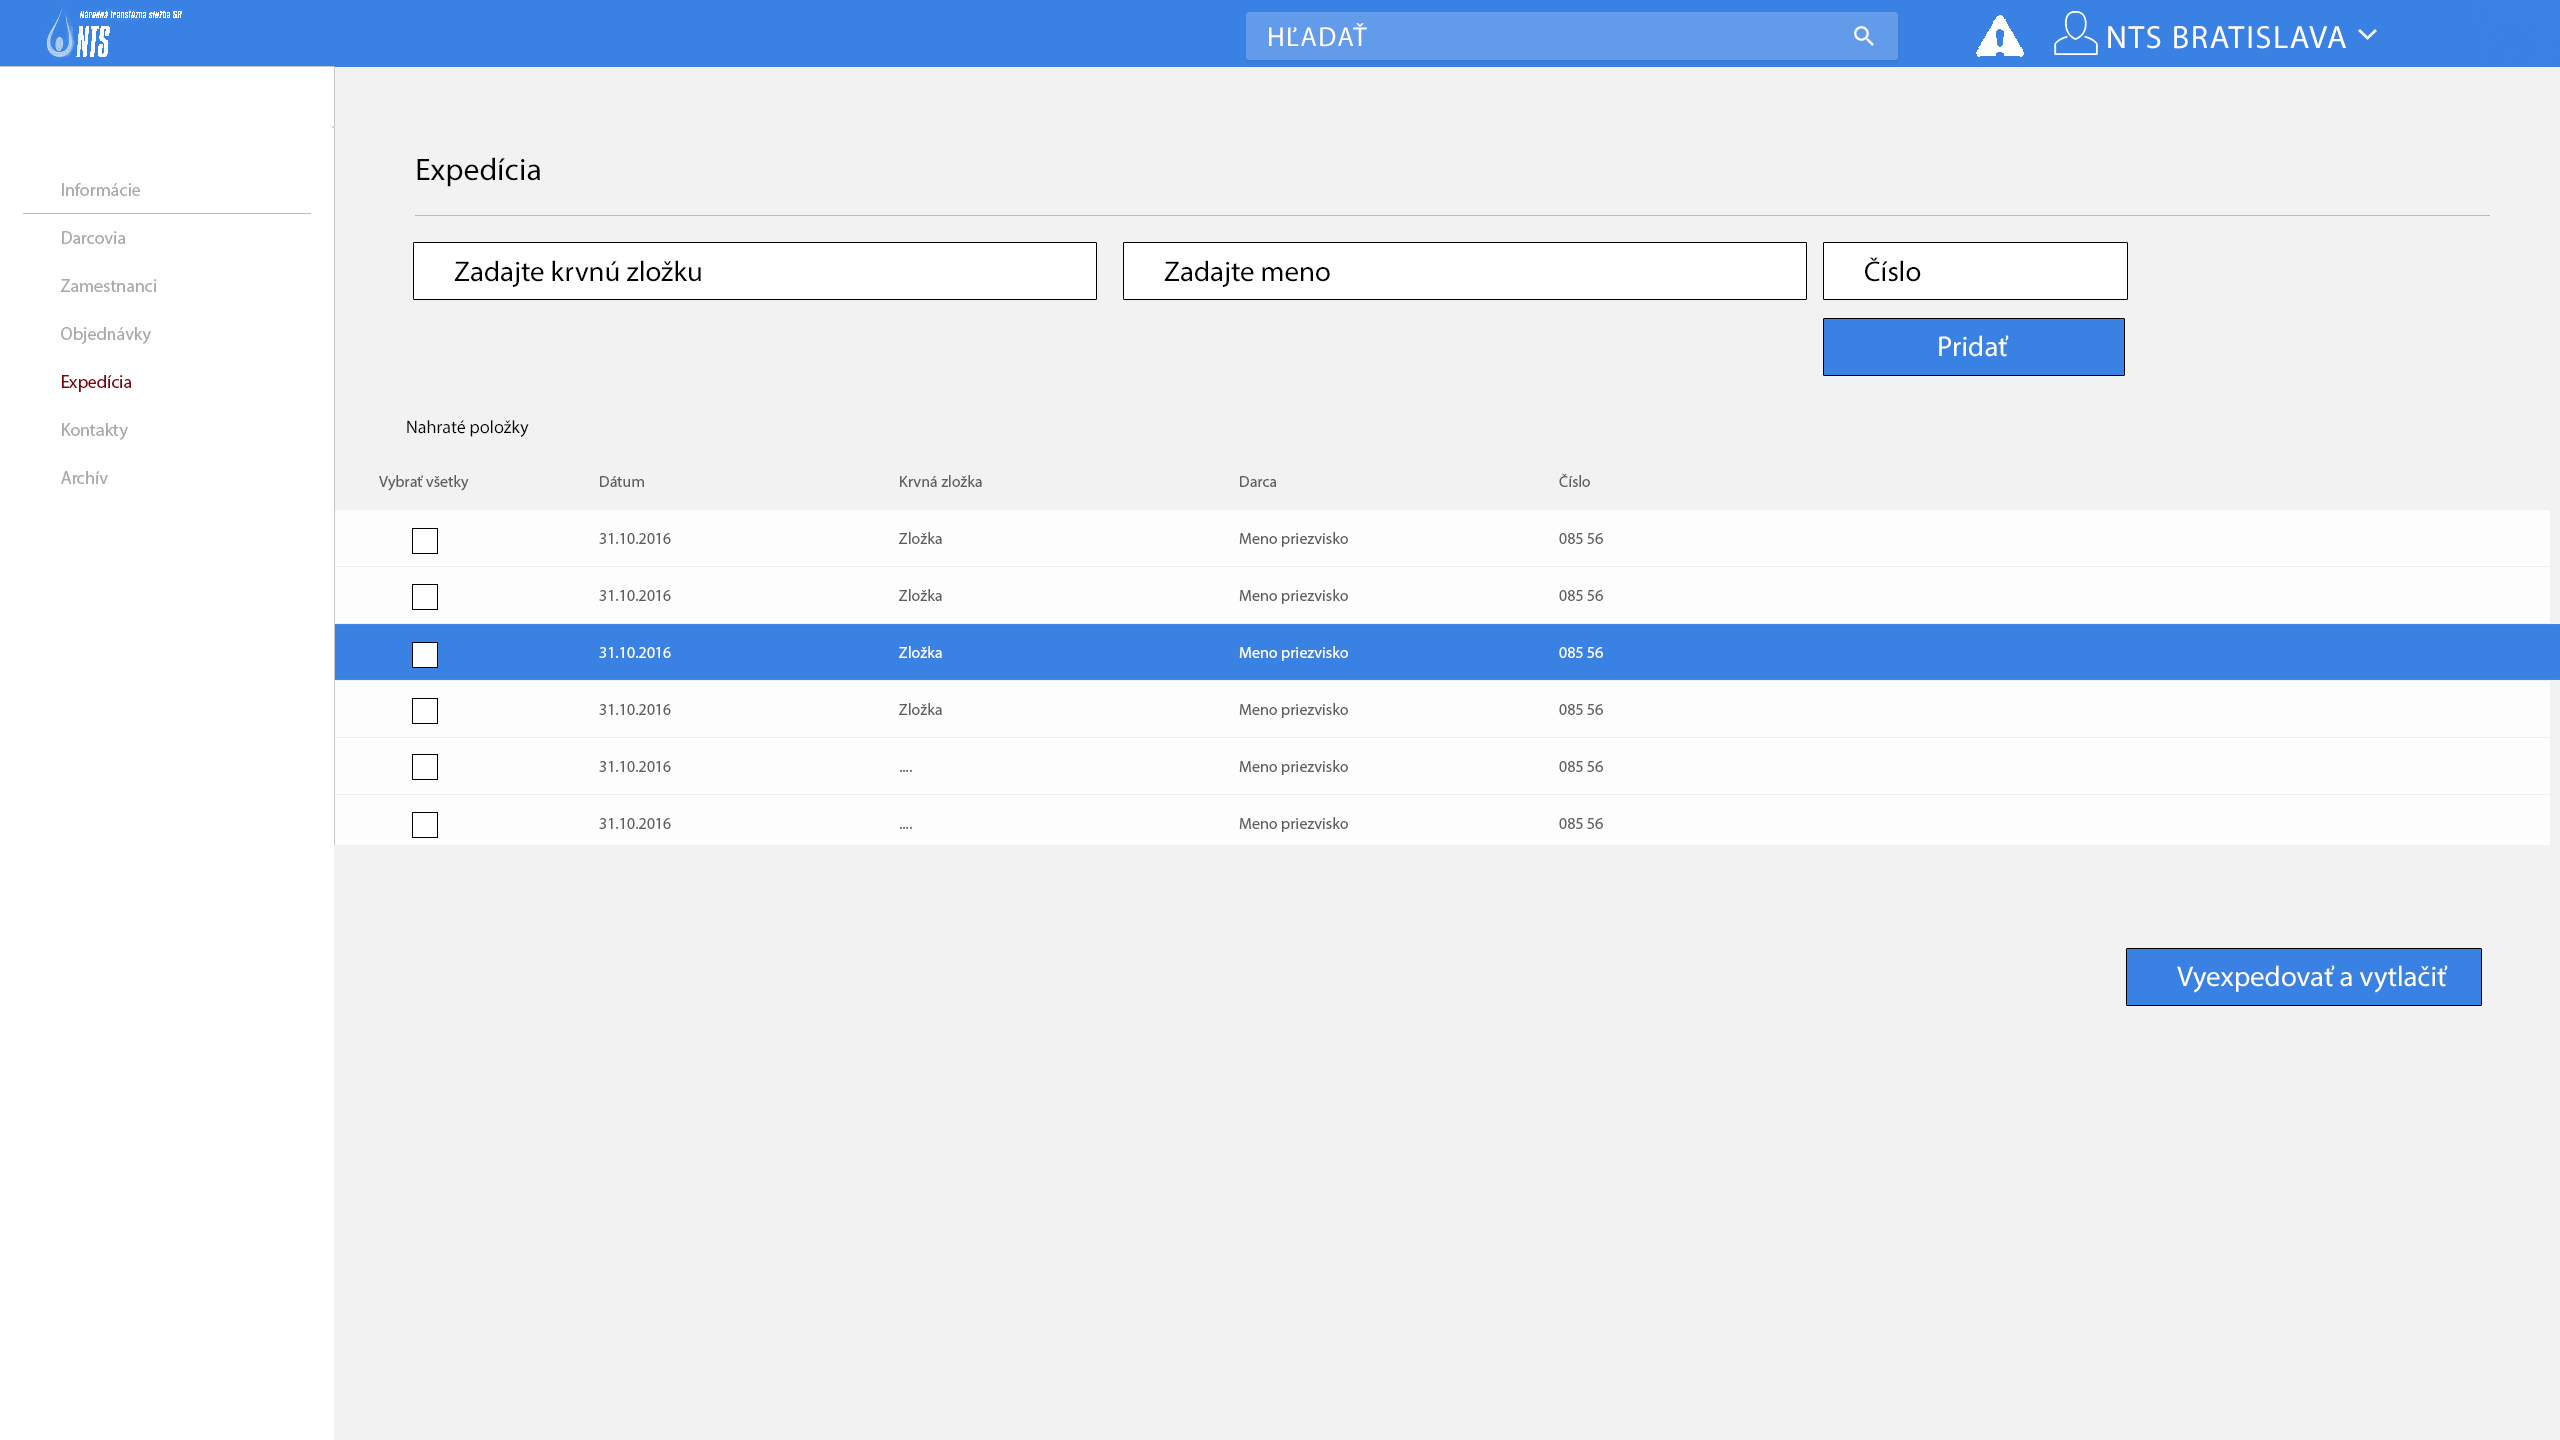 Národná transfúzna služba SR
NTS
HĽADAŤ
NTS BRATISLAVA
Informácie
Darcovia
Zamestnanci
Objednávky
Expedícia
Kontakty
Archív
Expedícia
Zadajte krvnú zložku Zadajte meno Číslo
Pridať
Nahraté položky
Vybrať všetky Dátum Krvná zložka Darca Číslo
31.10.2016 Zložka Meno priezvisko 085 56
31.10.2016 Zložka Meno priezvisko 085 56
31.10.2016 Zložka Meno priezvisko 085 56
31.10.2016 Zložka Meno priezvisko 085 56
31.10.2016 .... Meno priezvisko 085 56
31.10.2016 .... Meno priezvisko 085 56
Vyexpedovať a vytlačiť